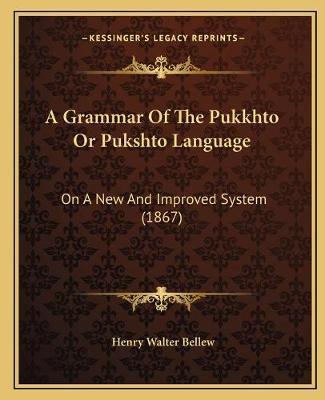 KESSINGER'S LEGACY REPRINTS
A Grammar Of The Pukkhto
Or Pukshto Language
On A New And Improved System
(1867)
Henry Walter Bellew